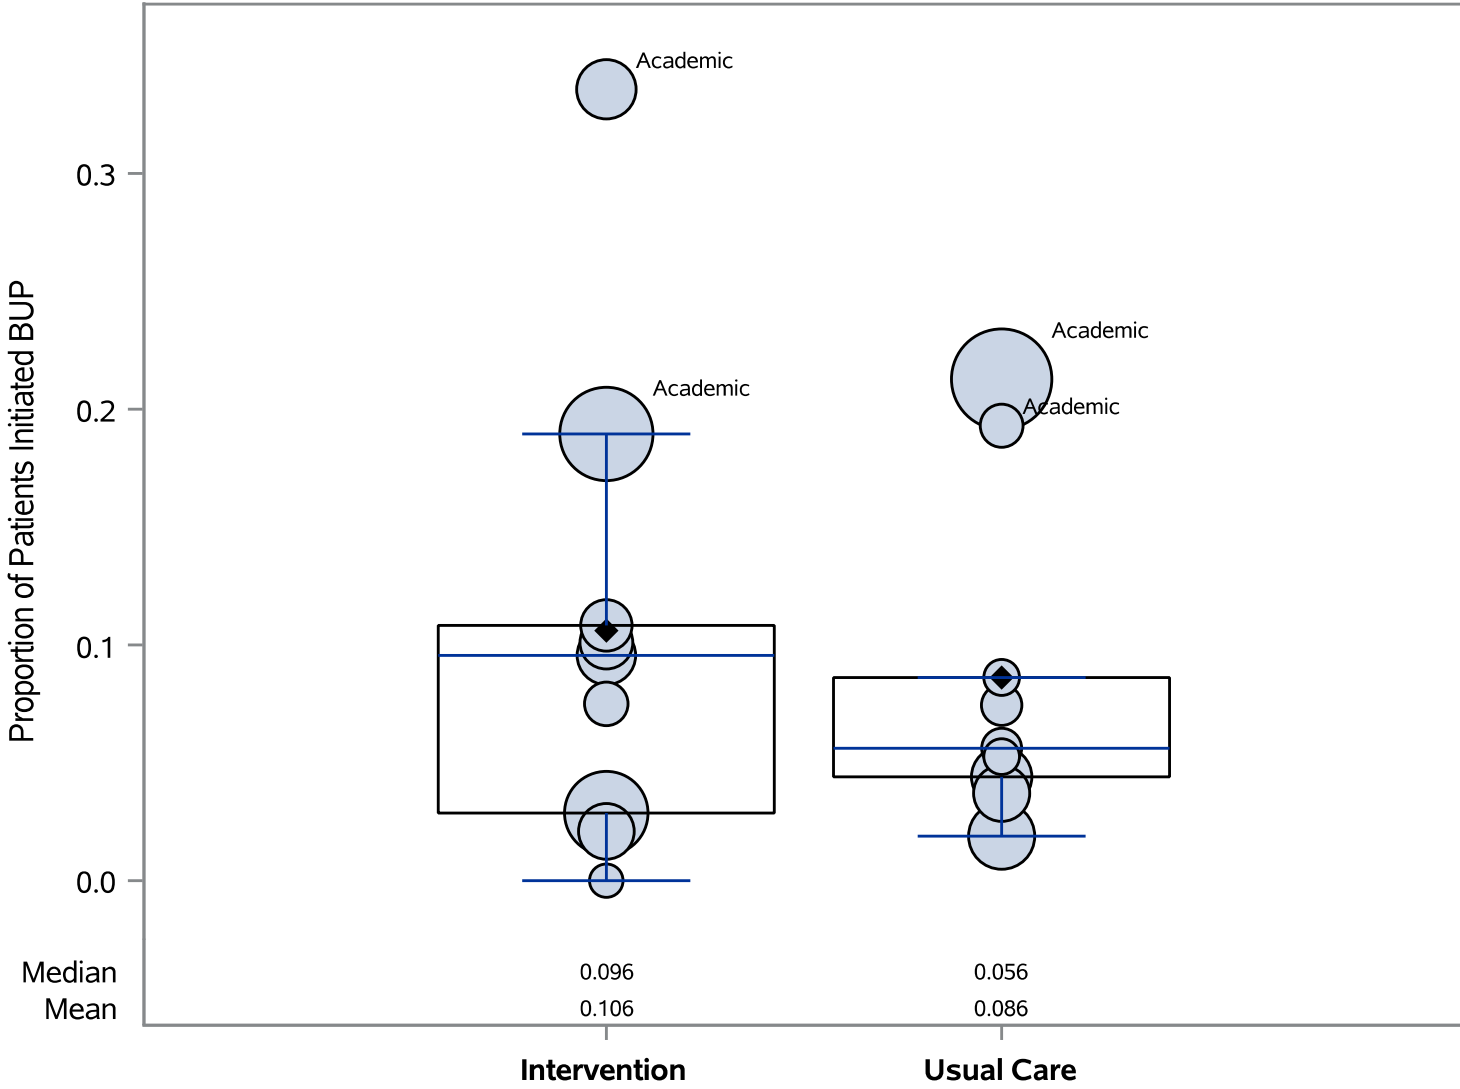 Academic
0.3
Academic
Academic
0.2
Academic
Proportion of Patients Initiated BUP
0.1
0.0
Median 0.096 0.056
Mean 0.106 0.086
Intervention Usual Care